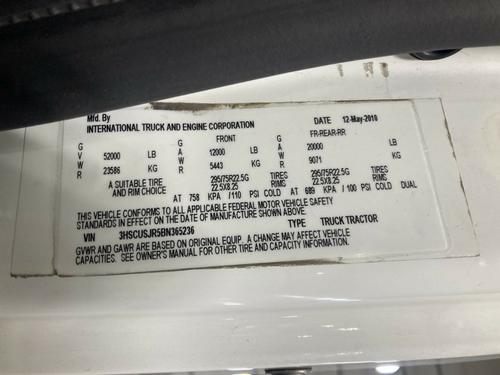 Mfd. By
INTERNATIONAL TRUCK AND ENGINE CORPORATION DATE 12-May-2010
G G FRONT G FR-REAR-RR
V 52000 LB A 12000 LB A 20000 LB
W W W
R 23586 KG R 5443 KG R 9071 KG
A SUITABLE TIRE 295/75R22.5G TIRES 295/75R22.5G TIRES
AND RIM CHOICE 22.5X8.25 RIMS 22.5X8.25 RIMS
AT 758 KPA /110 PSI COLD AT 689 KPA /100 PSI COLD DUAL
THIS VEHICLE CONFORMS TO ALL APPLICABLE FEDERAL MOTOR VEHICLE SAFETY
STANDARDS IN EFFECT ON THE DATE OF MANUFACTURE SHOWN ABOVE.
VIN 3HSCUSJR5BN365236 TYPE TRUCK TRACTOR
GVWR AND GAWR ARE BASED ON ORIGINAL EQUIP. A CHANGE MAY AFFECT VEHICLE
CAPACITIES. SEE OWNER'S MANUAL FOR OTHER TIRE AND CAPACITY INFORMATION.